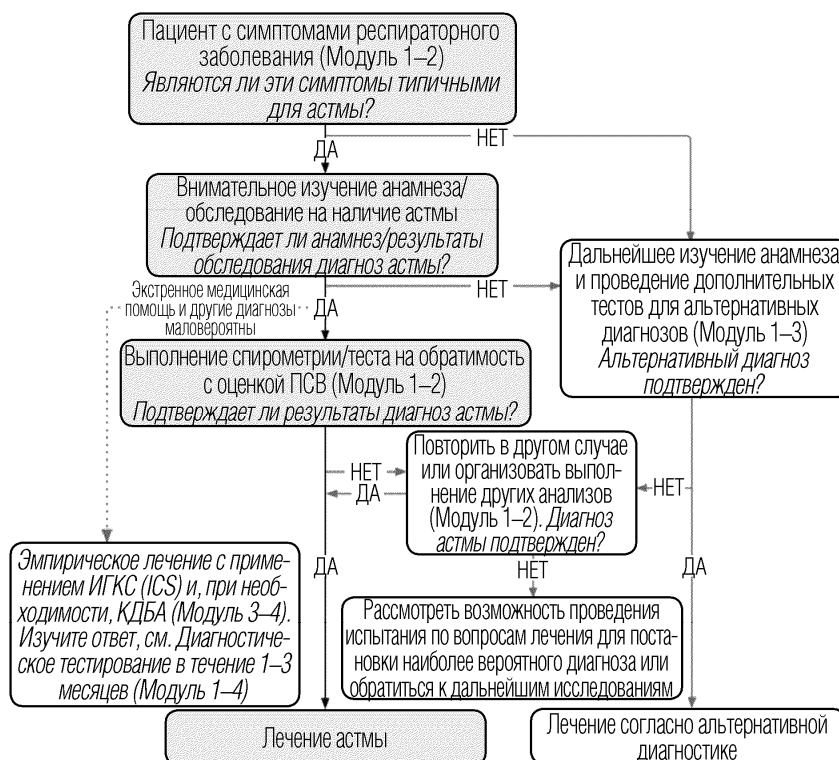 Пациент с симптомами респираторного
заболевания (Модуль 1–2)
Являются ли эти симптомы типичными
для астмы?
НЕТ
ДА
Внимательное изучение анамнеза/
обследование на наличие астмы
Подтверждает ли анамнез/результаты
обследования диагноз астмы?
Дальнейшее изучение анамнеза
и проведение дополнительных
тестов для альтернативных
диагнозов (Модуль 1–3)
Альтернативный диагноз
подтвержден?
НЕТ
ДА
Экстренное медицинская
помощь и другие диагнозы
маловероятны
Выполнение спирометрии/теста на обратимость
с оценкой ПСВ (Модуль 1–2)
Подтверждает ли результаты диагноз астмы?
Повторить в другом случае
или организовать выпол-
нение других анализов
(Модуль 1–2). Диагноз
астмы подтвержден?
НЕТ
ДА
НЕТ
Эмпирическое лечение с приме-
нением ИГКС (ICS) и, при необ-
ходимости, КДБА (Модуль 3–4).
Изучите ответ, см. Диагностиче-
ское тестирование в течение 1–3
месяцев (Модуль 1–4)
ДА
НЕТ
ДА
Рассмотреть возможность проведения
испытания по вопросам лечения для поста-
новки наиболее вероятного диагноза или
обратиться к дальнейшим исследованиям
Лечение астмы
Лечение согласно альтернативной
диагностике